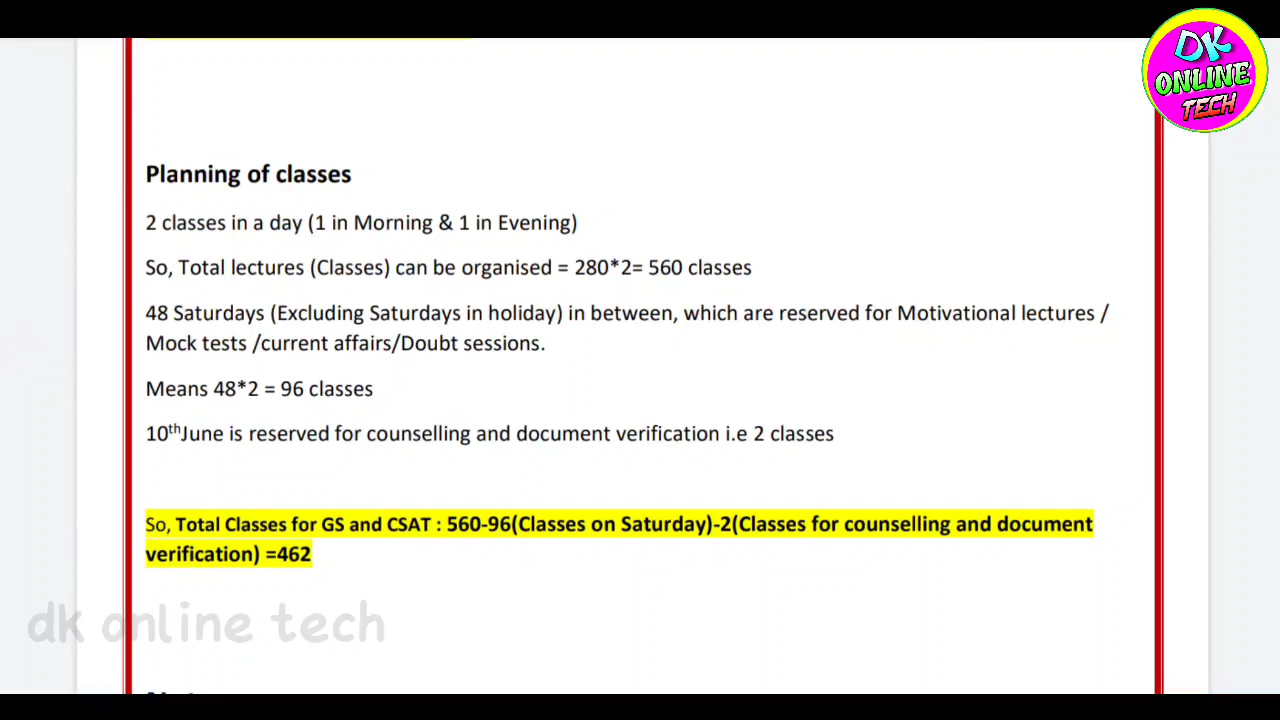 DK
ONLINE
TECH
Planning of classes
2 classes in a day (1 in Morning & 1 in Evening)
So, Total lectures (Classes) can be organised = 280*2= 560 classes
48 Saturdays (Excluding Saturdays in holiday) in between, which are reserved for Motivational lectures /
Mock tests /current affairs/Doubt sessions.
Means 48*2 = 96 classes
10thJune is reserved for counselling and document verification i.e 2 classes
So, Total Classes for GS and CSAT : 560-96(Classes on Saturday)-2(Classes for counselling and document
verification) =462
dk online tech